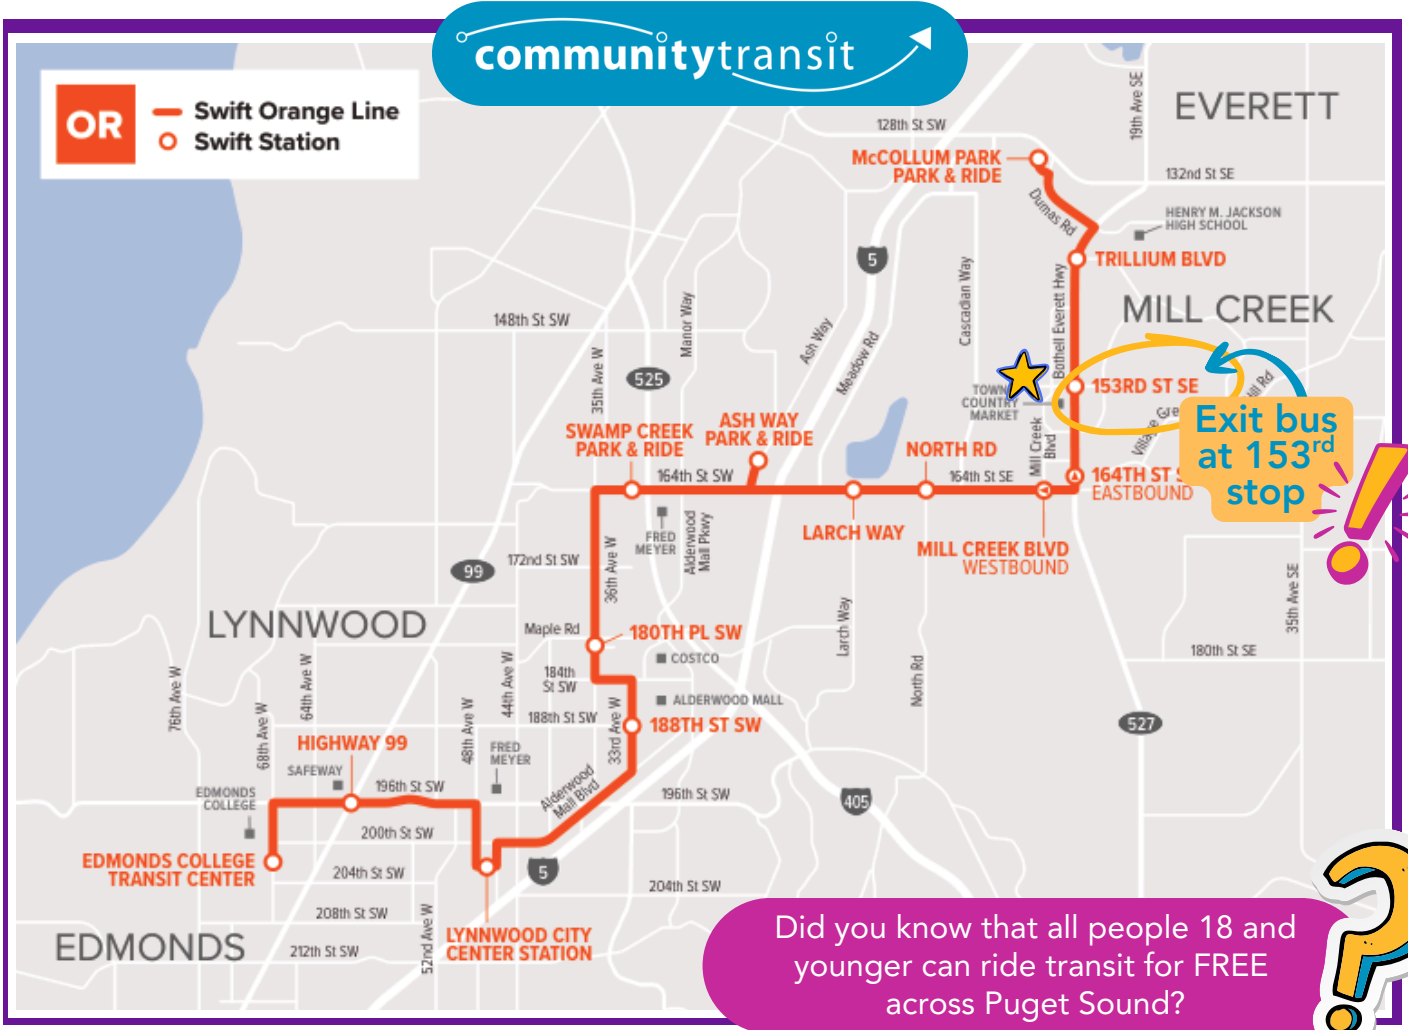 communitytransit
OR
Swift Orange Line
Swift Station
EVERETT
19th Ave SE
128th St SW
McCOLLUM PARK
PARK & RIDE
132nd St SE
Dumas Rd
HENRY M. JACKSON
HIGH SCHOOL
5
TRILLIUM BLVD
Bothell Everett Hwy
Cascadian Way
MILL CREEK
148th St SW
Manor Way
Ash Way
Meadow Rd
35th Ave W
525
153RD ST SE
TOWN
COUNTRY
MARKET
Mill Creek
Blvd
Village Gre
ill Rd
Exit bus
at 153rd
stop
SWAMP CREEK
PARK & RIDE
ASH WAY
PARK & RIDE
NORTH RD
164th St SW
164th St SE
164TH ST S
EASTBOUND
LARCH WAY
MILL CREEK BLVD
WESTBOUND
FRED
MEYER
Alderwood
Mall Pkwy
172nd St SW
36th Ave W
99
LYNNWOOD
Larch Way
North Rd
35th Ave SE
Maple Rd
180TH PL SW
COSTCO
180th St SE
184th
St SW
ALDERWOOD MALL
76th Ave W
68th Ave W
64th Ave W
48th Ave W
44th Ave W
188th St SW
33rd Ave W
188TH ST SW
527
HIGHWAY 99
FRED
MEYER
SAFEWAY
EDMONDS
COLLEGE
196th St SW
Alderwood
Mall Blvd
196th St SW
405
200th St SW
EDMONDS COLLEGE
TRANSIT CENTER
204th St SW
5
204th St SW
208th St SW
52nd Ave W
LYNNWOOD CITY
CENTER STATION
EDMONDS
212th St SW
Did you know that all people 18 and
younger can ride transit for FREE
across Puget Sound?